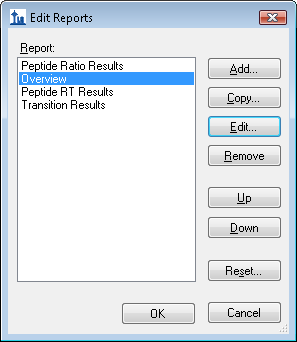 Edit Reports
Report:
Peptide Ratio Results
Overview
Peptide RT Results
Transition Results
Add...
Copy...
Edit...
Remove
Up
Down
Reset...
OK
Cancel